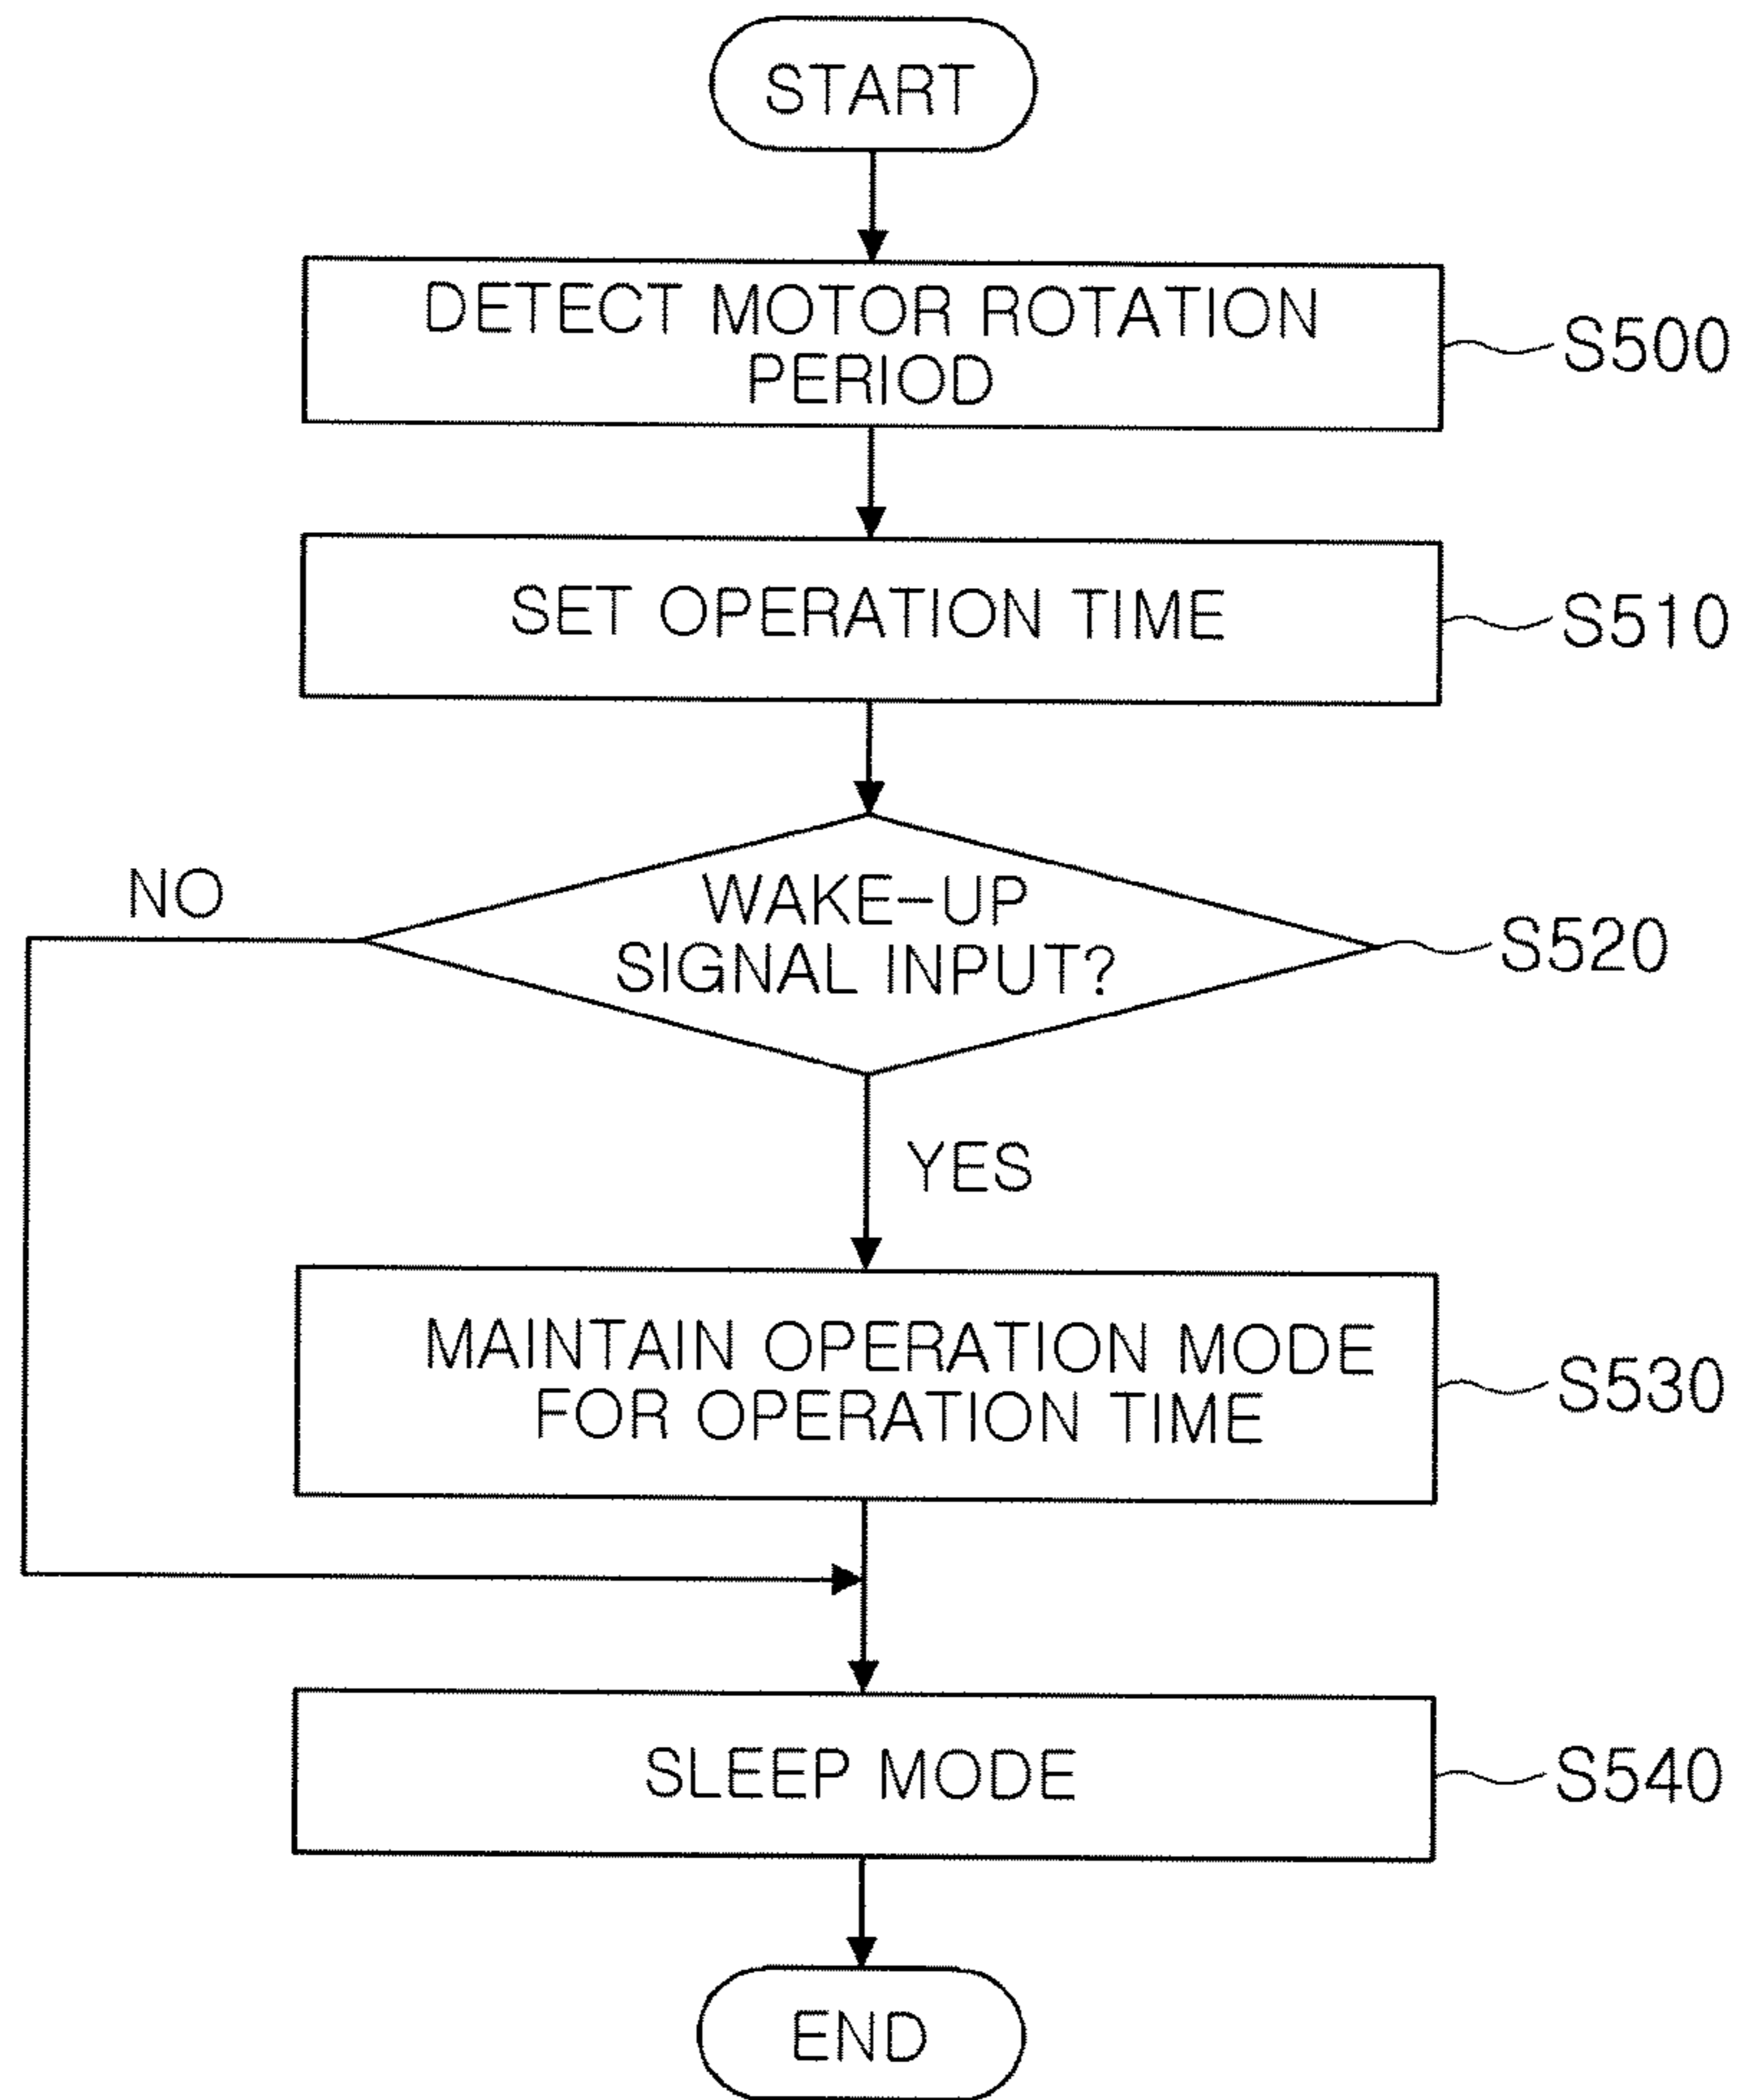 START
DETECT MOTOR ROTATION
PERIOD
S500
SET OPERATION TIME
S510
NO
WAKE-UP
SIGNAL INPUT?
S520
YES
MAINTAIN OPERATION MODE
FOR OPERATION TIME
S530
SLEEP MODE
S540
END